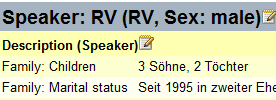 Speaker: RV (RV, Sex: male)
Description (Speaker)
Family: Children 3 Söhne, 2 Töchter
Family: Marital status Seit 1995 in zweiter